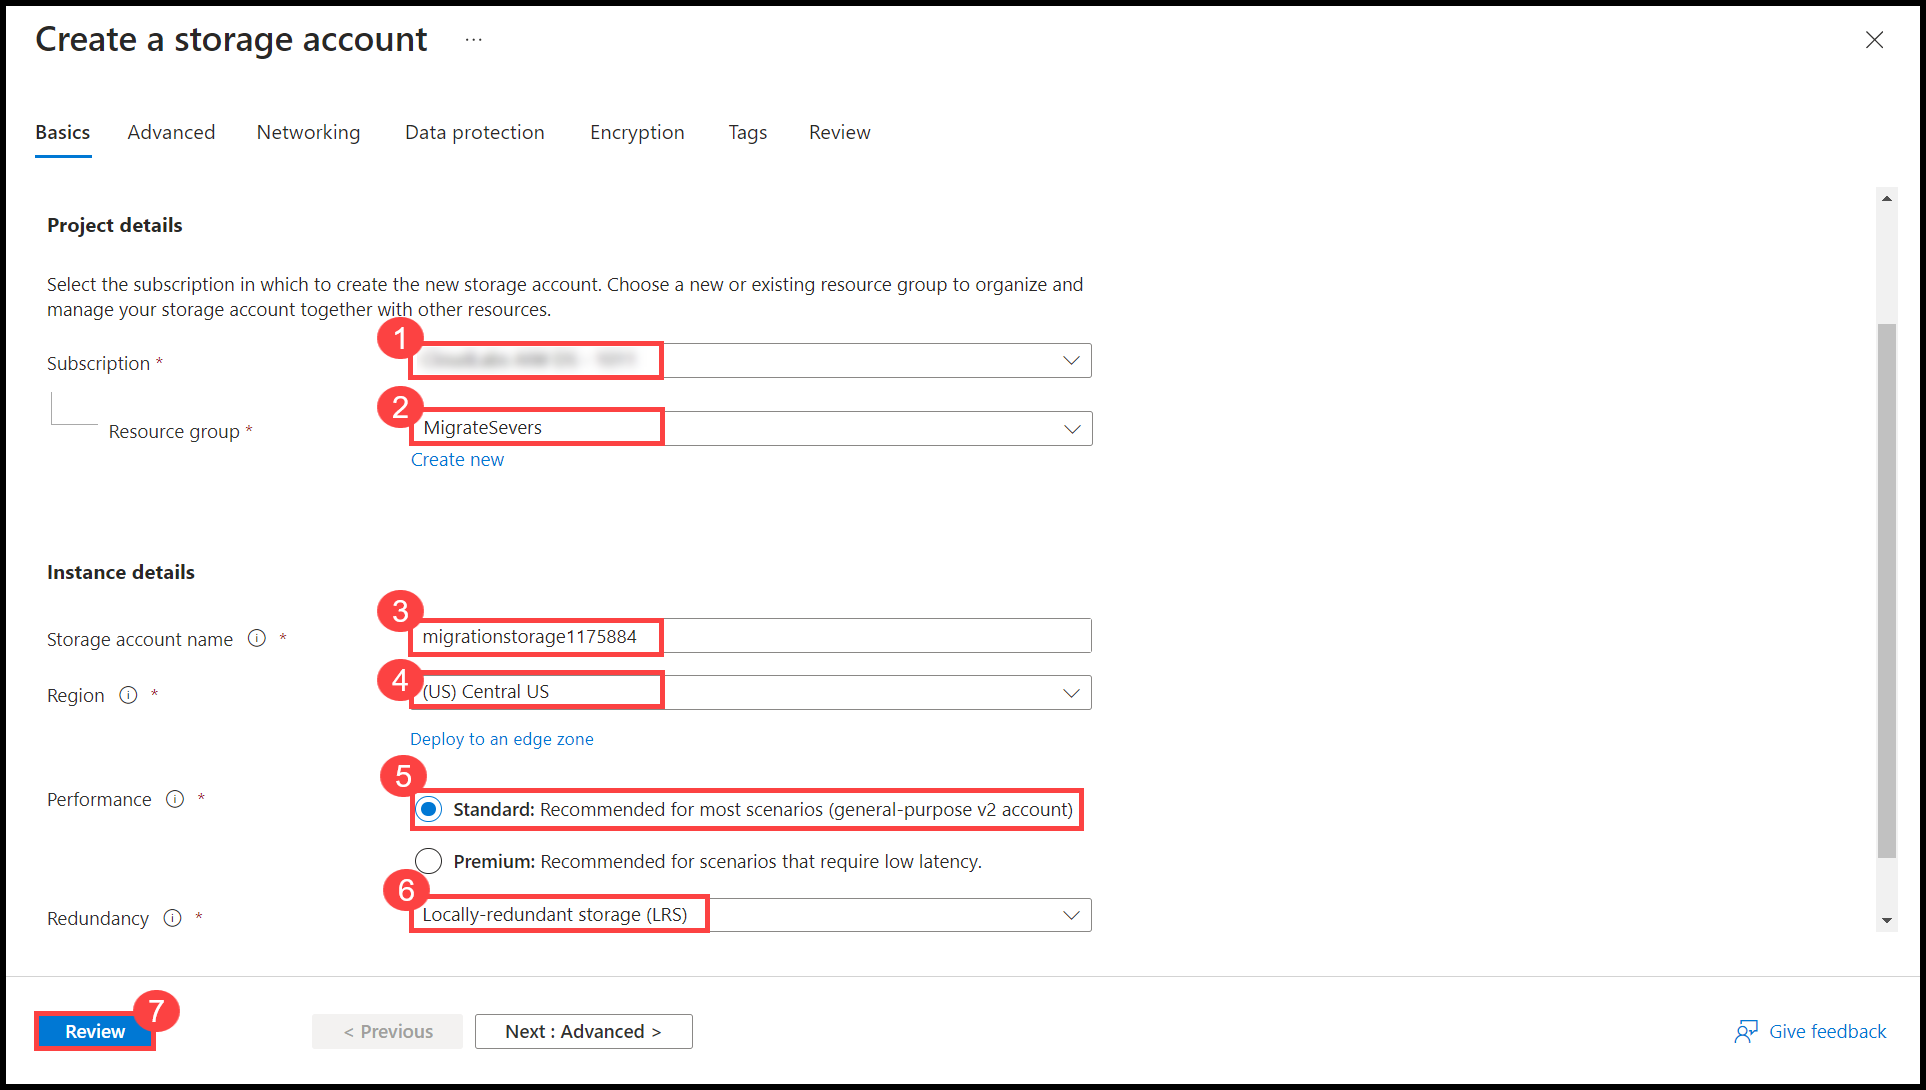 Create a storage account ...
Basics Advanced Networking Data protection Encryption Tags Review
Project details
Select the subscription in which to create the new storage account. Choose a new or existing resource group to organize and
manage your storage account together with other resources.
1
Subscription *
2
Resource group * MigrateSevers
Create new
Instance details
3
Storage account name * migrationstorage1175884
4
Region * (US) Central US
Deploy to an edge zone
5
Performance * Standard: Recommended for most scenarios (general-purpose v2 account)
Premium: Recommended for scenarios that require low latency.
6
Redundancy * Locally-redundant storage (LRS)
7
Review < Previous Next : Advanced > Give feedback